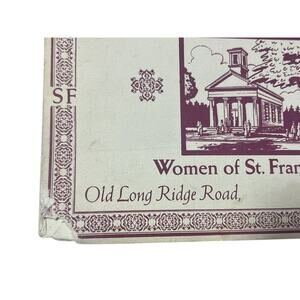 SF
Women of St. Fran
Old Long Ridge Road,